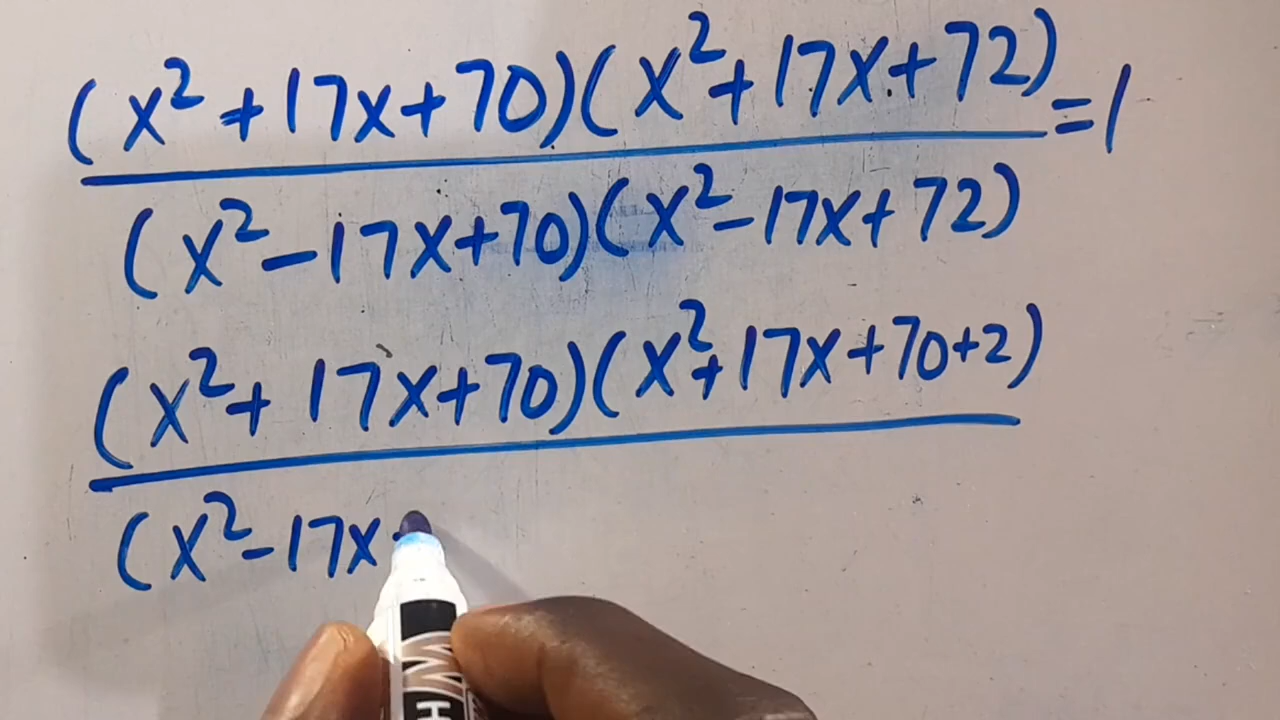 (x²+17x+70)(x²+17x+72)
=1
(x²-17x+70)(x²-17x+72)
(x²+17x+70)(x²+17x+70+2)
(x²-17x
H